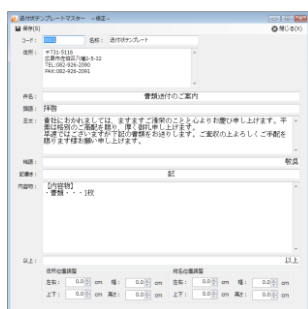 送付状テンプレートマスター -修正-
保存(S) 閉じる(X)
コード: 名称: 送付状テンプレート
住所: 〒731-5116
広島市佐伯区八幡3-5-22
TEL:082-926-2090
FAX:082-926-2091
件名: 書類送付のご案内
頭語: 拝啓
主文: 貴社におかれましては、ますますご清栄のことと心よりお慶び申し上げます。平
素は格別のご高配を賜り、厚く御礼申し上げます。
早速ではございますが下記の書類をお送りします。ご査収の上よろしくご手配を
賜ります様お願い申し上げます。
結語: 敬具
記書き: 記
内容物: 【内容物】
・書類・・・1枚
以上: 以上
住所位置調整 宛名位置調整
左右: 0.0 cm 幅: 0.0 cm 左右: 0.0 cm 幅: 0.0 cm
上下: 0.0 cm 高さ: 0.0 cm 上下: 0.0 cm 高さ: 0.0 cm